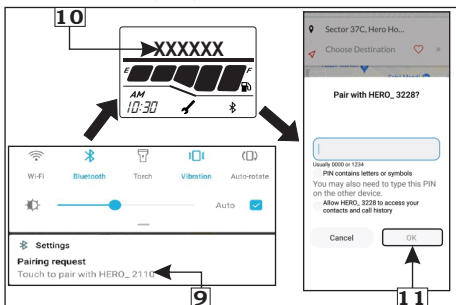 10
XXXXXX
E F
AM
10:30
Wi-Fi Bluetooth Torch Vibration Auto-rotate
Auto
Settings
Pairing request
Touch to pair with HERO_ 2110
9
Sector 37C, Hero Ho...
Choose Destination
Pair with HERO_ 3228?
Usually 0000 or 1234
PIN contains letters or symbols
You may also need to type this PIN
on the other device.
Allow HERO_ 3228 to access your
contacts and call history
Cancel OK
11